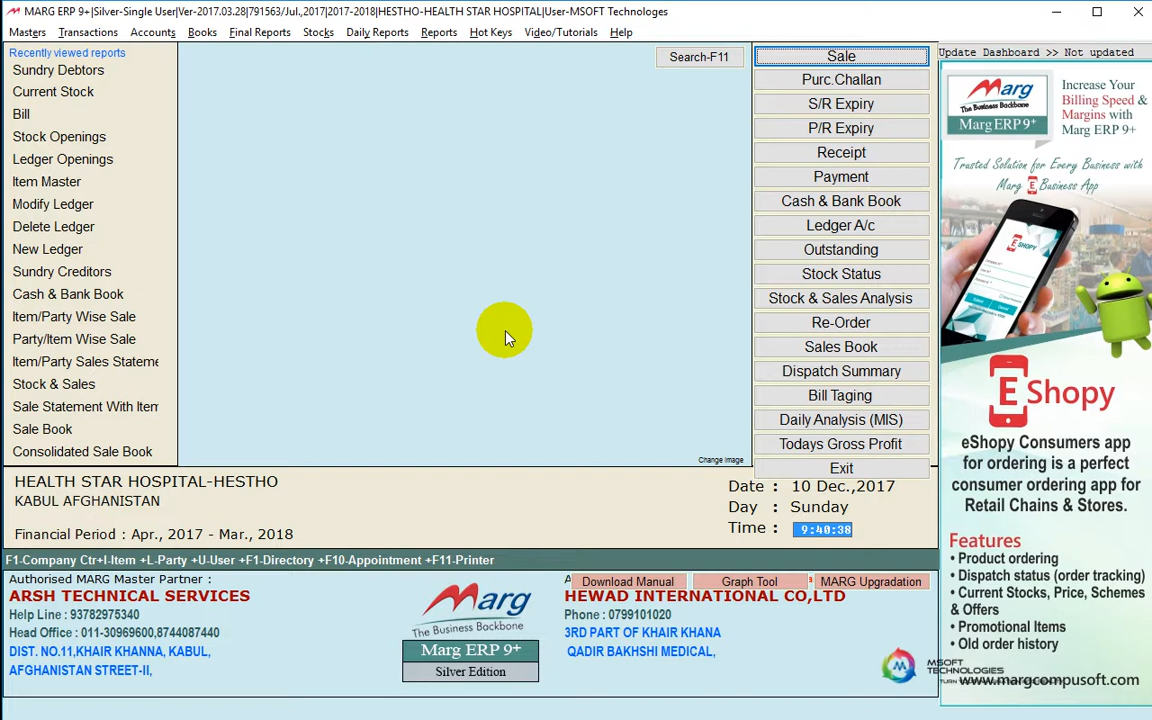 MARG ERP 9+|Silver-Single User|Ver-2017.03.28|791563/Jul.,2017|2017-2018|HESTHO-HEALTH STAR HOSPITAL|User-MSOFT Technologes
Masters Transactions Accounts Books Final Reports Stocks Daily Reports Reports Hot Keys Video/Tutorials Help
Recently viewed reports
Sundry Debtors
Current Stock
Bill
Stock Openings
Ledger Openings
Item Master
Modify Ledger
Delete Ledger
New Ledger
Sundry Creditors
Cash & Bank Book
Item/Party Wise Sale
Party/Item Wise Sale
Item/Party Sales Stateme
Stock & Sales
Sale Statement With Item
Sale Book
Consolidated Sale Book
Search-F11
Change Image
Sale
Purc.Challan
S/R Expiry
P/R Expiry
Receipt
Payment
Cash & Bank Book
Ledger A/c
Outstanding
Stock Status
Stock & Sales Analysis
Re-Order
Sales Book
Dispatch Summary
Bill Taging
Daily Analysis (MIS)
Todays Gross Profit
Exit
Update Dashboard >> Not updated
Marg
The Business Backbone
Marg ERP 9+
Increase Your
Billing Speed &
Margins with
Marg ERP 9+
Trusted Solution for Every Business with
Marg E Business App
E SHOPY
E Shopy
eShopy Consumers app
for ordering is a perfect
consumer ordering app for
Retail Chains & Stores.
Features
• Product ordering
• Dispatch status (order tracking)
• Current Stocks, Price, Schemes
& Offers
• Promotional Items
• Old order history
www.margcompusoft.com
HEALTH STAR HOSPITAL-HESTHO
KABUL AFGHANISTAN
Financial Period : Apr., 2017 - Mar., 2018
Date : 10 Dec.,2017
Day : Sunday
Time : 9:40:38
F1-Company Ctr+I-Item +L-Party +U-User +F1-Directory +F10-Appointment +F11-Printer
Authorised MARG Master Partner :
ARSH TECHNICAL SERVICES
Help Line : 93782975340
Head Office : 011-30969600,8744087440
DIST. NO.11,KHAIR KHANNA, KABUL,
AFGHANISTAN STREET-II,
Marg
The Business Backbone
Marg ERP 9+
Silver Edition
Download Manual Graph Tool MARG Upgradation
HEWAD INTERNATIONAL CO,LTD
Phone : 0799101020
3RD PART OF KHAIR KHANA
QADIR BAKHSHI MEDICAL,
MSOFT
TECHNOLOGIES